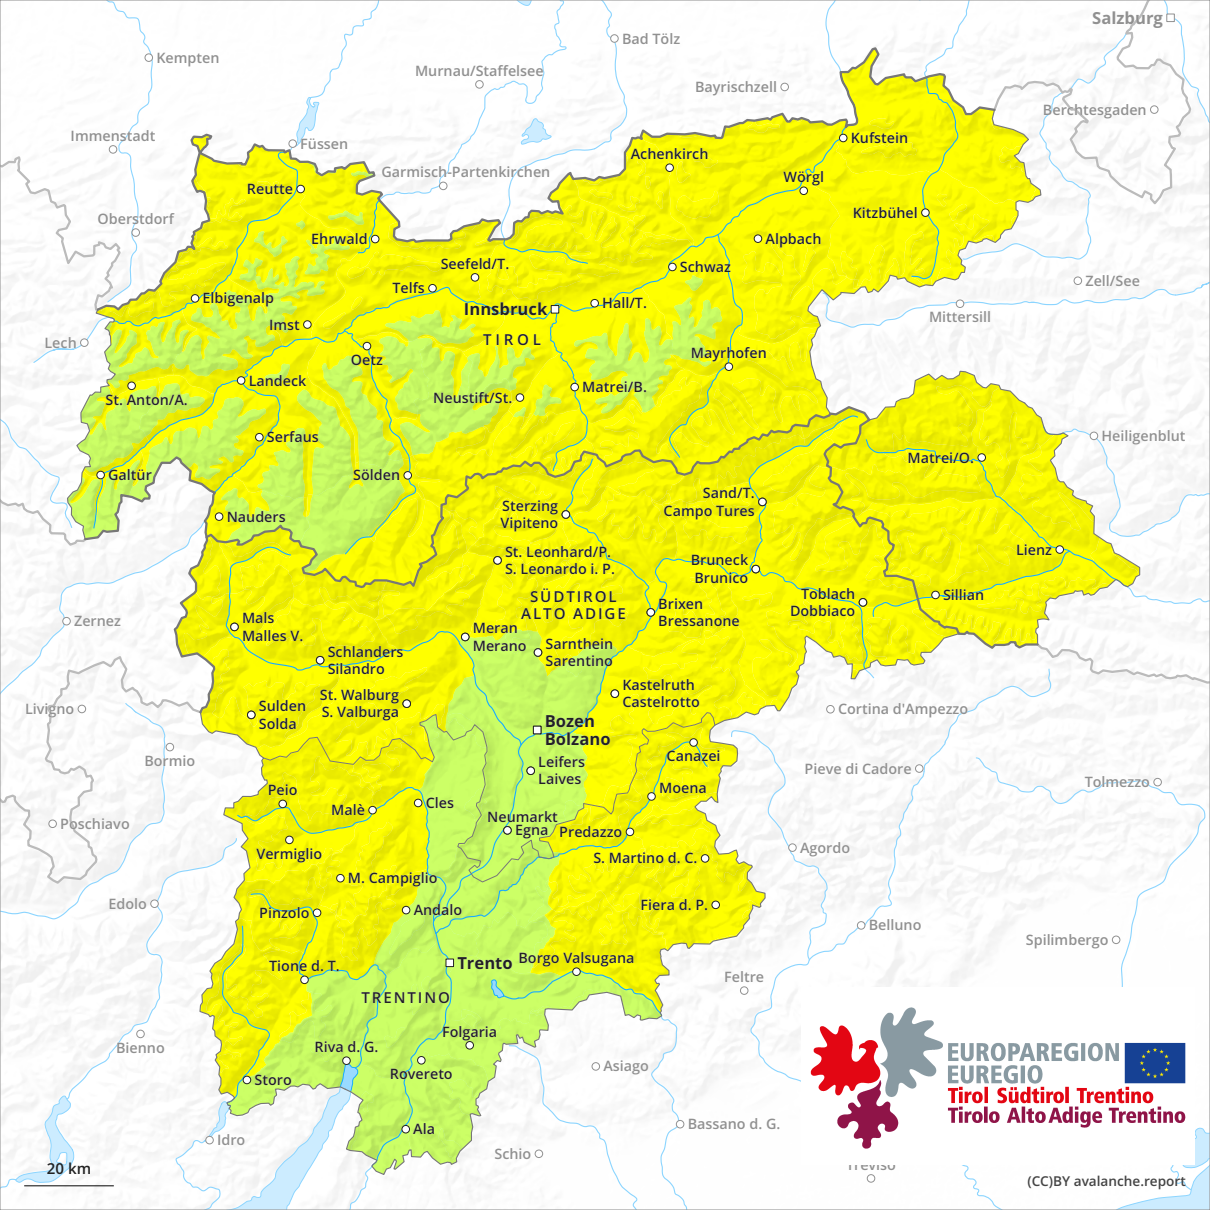 Salzburg
Bad Tölz
Kempten
Murnau/Staffelsee
Bayrischzell
Berchtesgaden
Immenstadt
Füssen
Kufstein
Achenkirch
Garmisch-Partenkirchen
Wörgl
Reutte
Oberstdorf
Kitzbühel
Ehrwald
Alpbach
Seefeld/T.
Schwaz
Zell/See
Telfs
Elbigenalp
Hall/T.
Innsbruck
Mittersill
Imst
TIROL
Lech
Oetz
Mayrhofen
Landeck
Matrei/B.
St. Anton/A.
Neustift/St.
Serfaus
Heiligenblut
Matrei/O.
Galtür
Sölden
Sand/T.
Campo Tures
Sterzing
Vipiteno
Nauders
St. Leonhard/P.
S. Leonardo i. P.
Lienz
Bruneck
Brunico
SÜDTIROL
ALTO ADIGE
Toblach
Dobbiaco
Sillian
Brixen
Bressanone
Zernez
Mals
Malles V.
Meran
Merano
Sarnthein
Sarentino
Schlanders
Silandro
Kastelruth
Castelrotto
St. Walburg
S. Valburga
Livigno
Sulden
Solda
Cortina d'Ampezzo
Bozen
Bolzano
Bormio
Canazei
Leifers
Laives
Pieve di Cadore
Tolmezzo
Peio
Moena
Malè
Cles
Neumarkt
Egna
Predazzo
Poschiavo
Vermiglio
S. Martino d. C.
Agordo
M. Campiglio
Edolo
Pinzolo
Andalo
Fiera d. P.
Belluno
Spilimbergo
Borgo Valsugana
Trento
Tione d. T.
Feltre
TRENTINO
Folgaria
Bienno
Riva d. G.
Rovereto
Asiago
Storo
EUROPAREGION
EUREGIO
Tirol Südtirol Trentino
Tirolo Alto Adige Trentino
Ala
Bassano d. G.
Idro
Schio
Treviso
20 km
(CC)BY avalanche.report